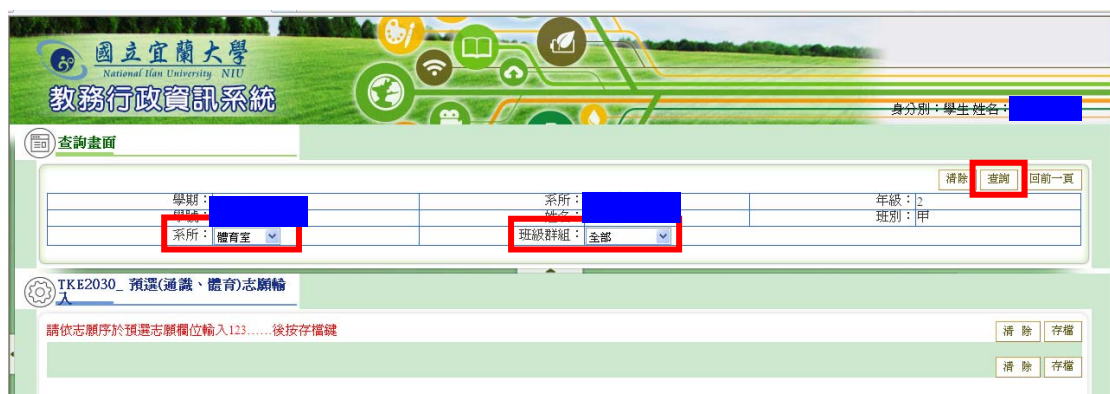 國立宜蘭大學
National Ilan University NIU
教務行政資訊系統
身分別：學生 姓名：
查詢畫面
清除 查詢 回前一頁
學期： 系所： 年級：2
學號： 姓名： 班別：甲
系所：體育室 班級群組：全部
TKE2030_ 預選(通識、體育)志願輸
入
請依志願序於預選志願欄位輸入123......後按存檔鍵
清 除 存檔
清 除 存檔